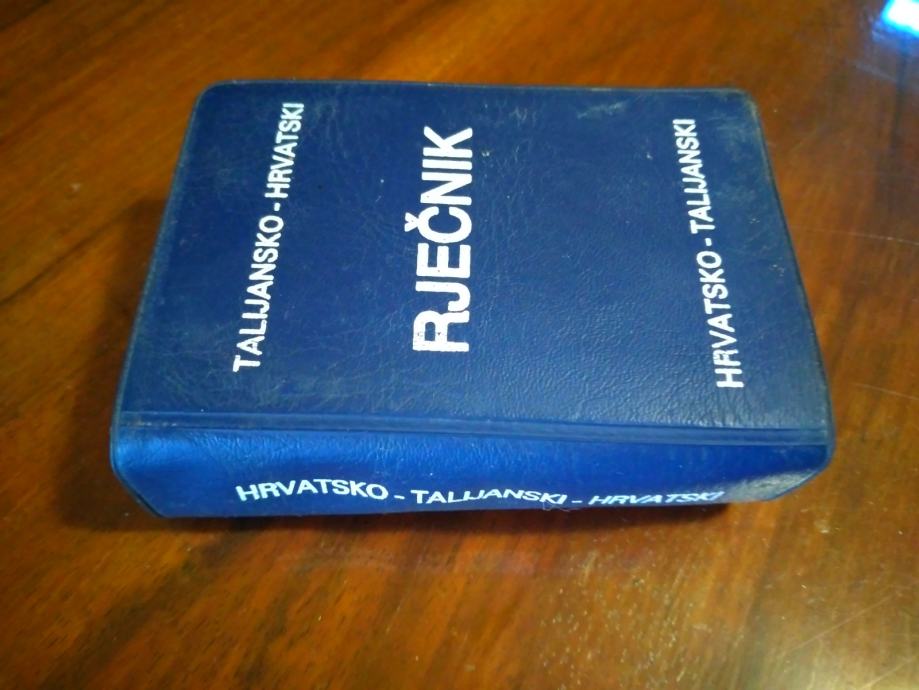 TALIJANSKO - HRVATSKI
RJEČNIK
HRVATSKO - TALIJANSKI
HRVATSKO - TALIJANSKI - HRVATSKI